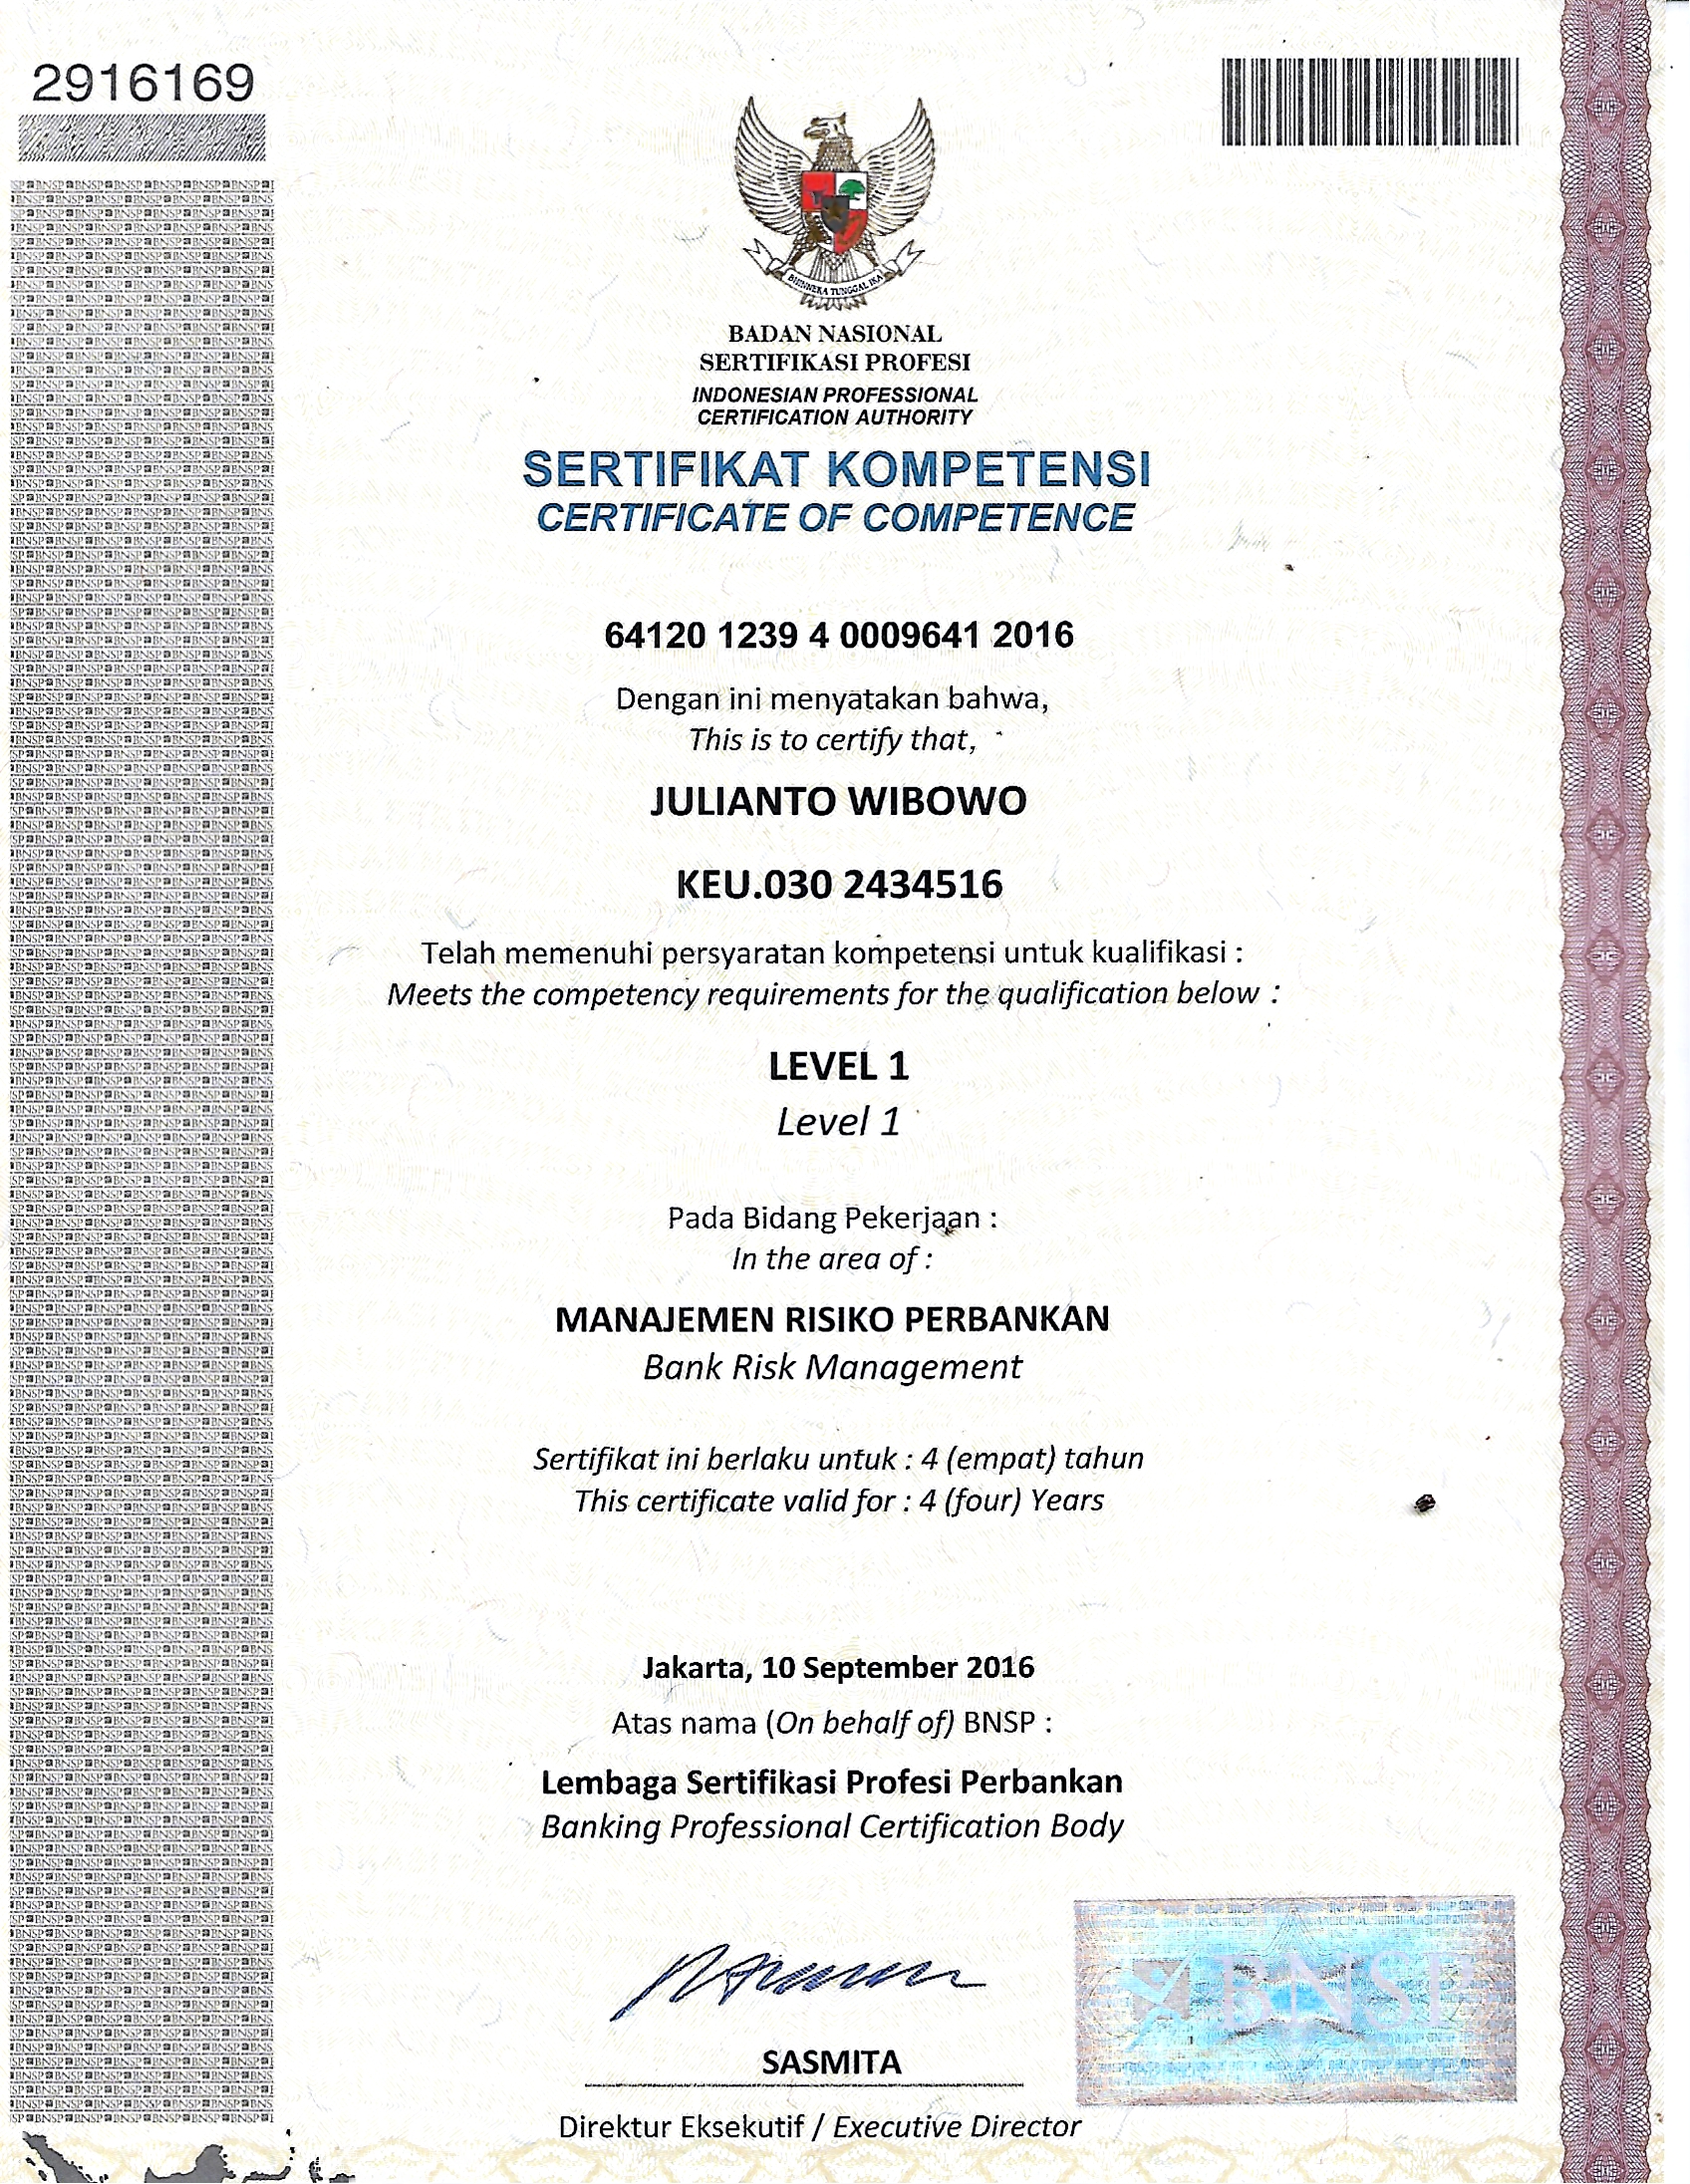 2916169
BHINNEKA TUNGGAL IKA
BADAN NASIONAL
SERTIFIKASI PROFESI
INDONESIAN PROFESSIONAL
CERTIFICATION AUTHORITY
SERTIFIKAT KOMPETENSI
CERTIFICATE OF COMPETENCE
64120 1239 4 0009641 2016
Dengan ini menyatakan bahwa,
This is to certify that,
JULIANTO WIBOWO
KEU.030 2434516
Telah memenuhi persyaratan kompetensi untuk kualifikasi :
Meets the competency requirements for the qualification below :
LEVEL 1
Level 1
Pada Bidang Pekerjaan :
In the area of :
MANAJEMEN RISIKO PERBANKAN
Bank Risk Management
Sertifikat ini berlaku untuk : 4 (empat) tahun
This certificate valid for : 4 (four) Years
Jakarta, 10 September 2016
Atas nama (On behalf of) BNSP :
Lembaga Sertifikasi Profesi Perbankan
Banking Professional Certification Body
BNSP
SASMITA
Direktur Eksekutif / Executive Director